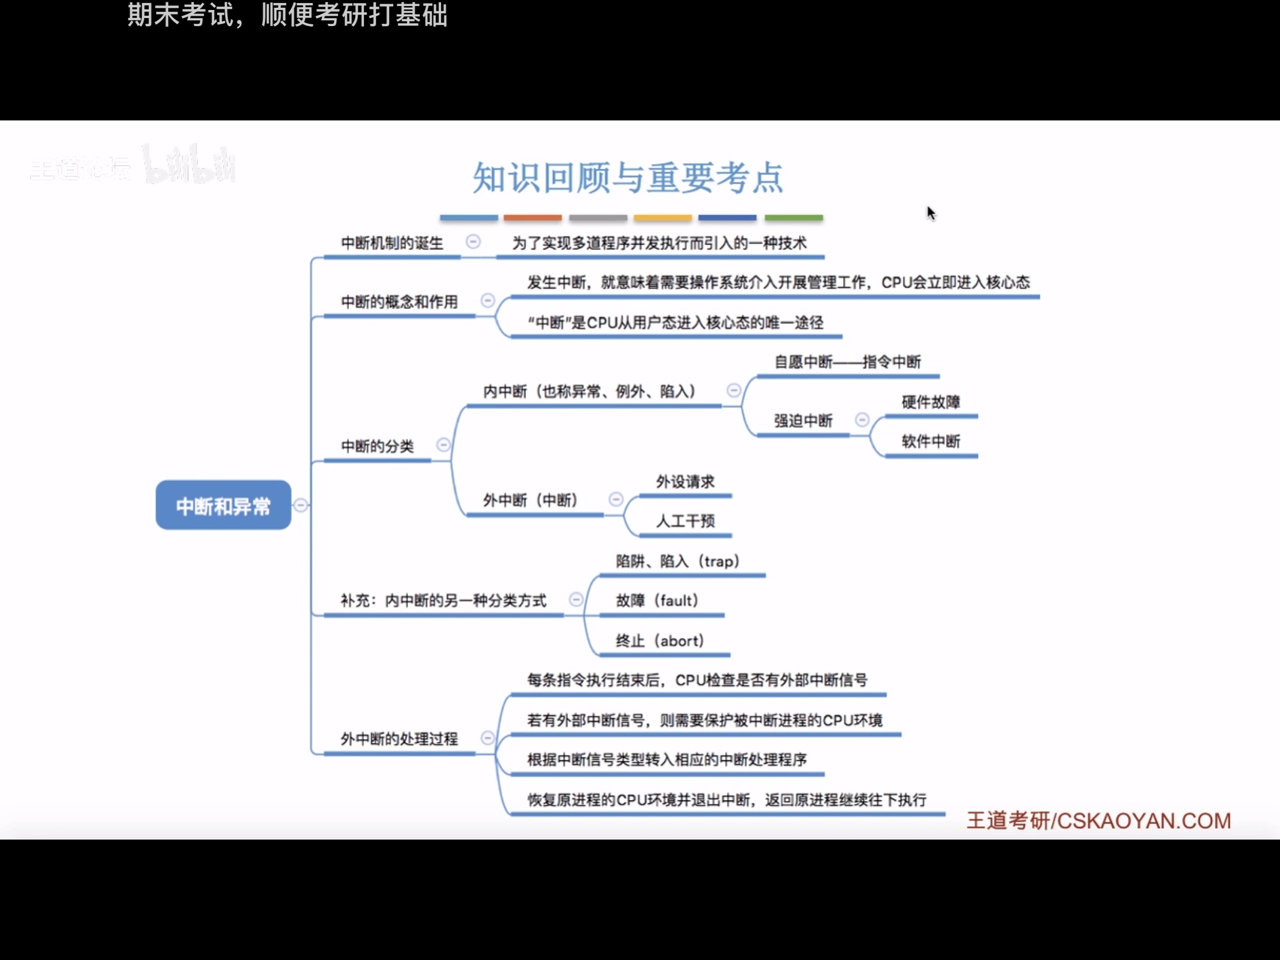 期末考试，顺便考研打基础
王道论坛 bilibili
知识回顾与重要考点
中断机制的诞生
为了实现多道程序并发执行而引入的一种技术
中断的概念和作用
发生中断，就意味着需要操作系统介入开展管理工作，CPU会立即进入核心态
“中断”是CPU从用户态进入核心态的唯一途径
中断和异常
中断的分类
内中断（也称异常、例外、陷入）
自愿中断——指令中断
强迫中断
硬件故障
软件中断
外中断（中断）
外设请求
人工干预
补充：内中断的另一种分类方式
陷阱、陷入（trap）
故障（fault）
终止（abort）
外中断的处理过程
每条指令执行结束后，CPU检查是否有外部中断信号
若有外部中断信号，则需要保护被中断进程的CPU环境
根据中断信号类型转入相应的中断处理程序
恢复原进程的CPU环境并退出中断，返回原进程继续往下执行
王道考研/CSKAOYAN.COM